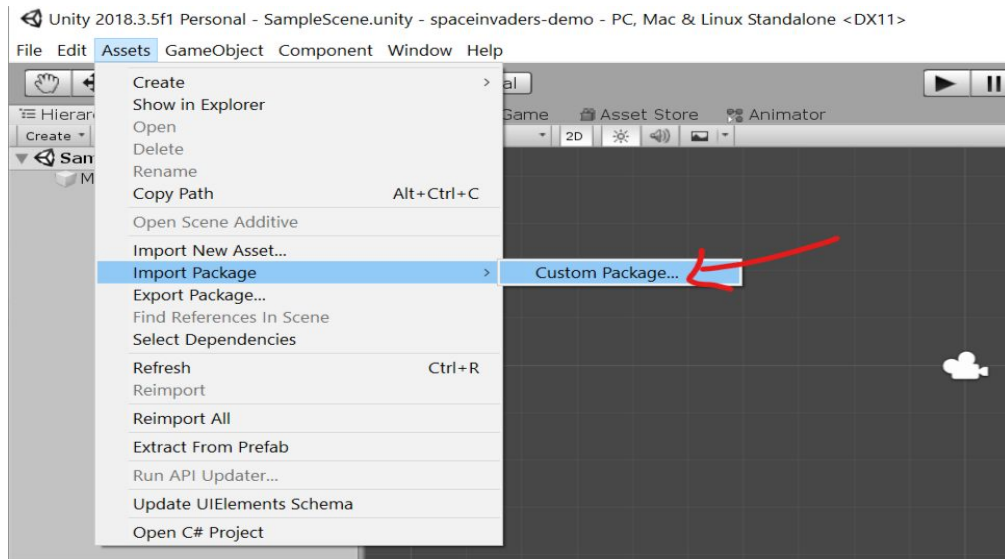 Unity 2018.3.5f1 Personal - SampleScene.unity - spaceinvaders-demo - PC, Mac & Linux Standalone <DX11>
File Edit Assets GameObject Component Window Help
Create
al
Show in Explorer
Hierar
Game Asset Store Animator
Open
Create
2D
Delete
Sam
Rename
M
Copy Path Alt+Ctrl+C
Open Scene Additive
Import New Asset...
Import Package Custom Package...
Export Package...
Find References In Scene
Select Dependencies
Refresh Ctrl+R
Reimport
Reimport All
Extract From Prefab
Run API Updater...
Update UIElements Schema
Open C# Project